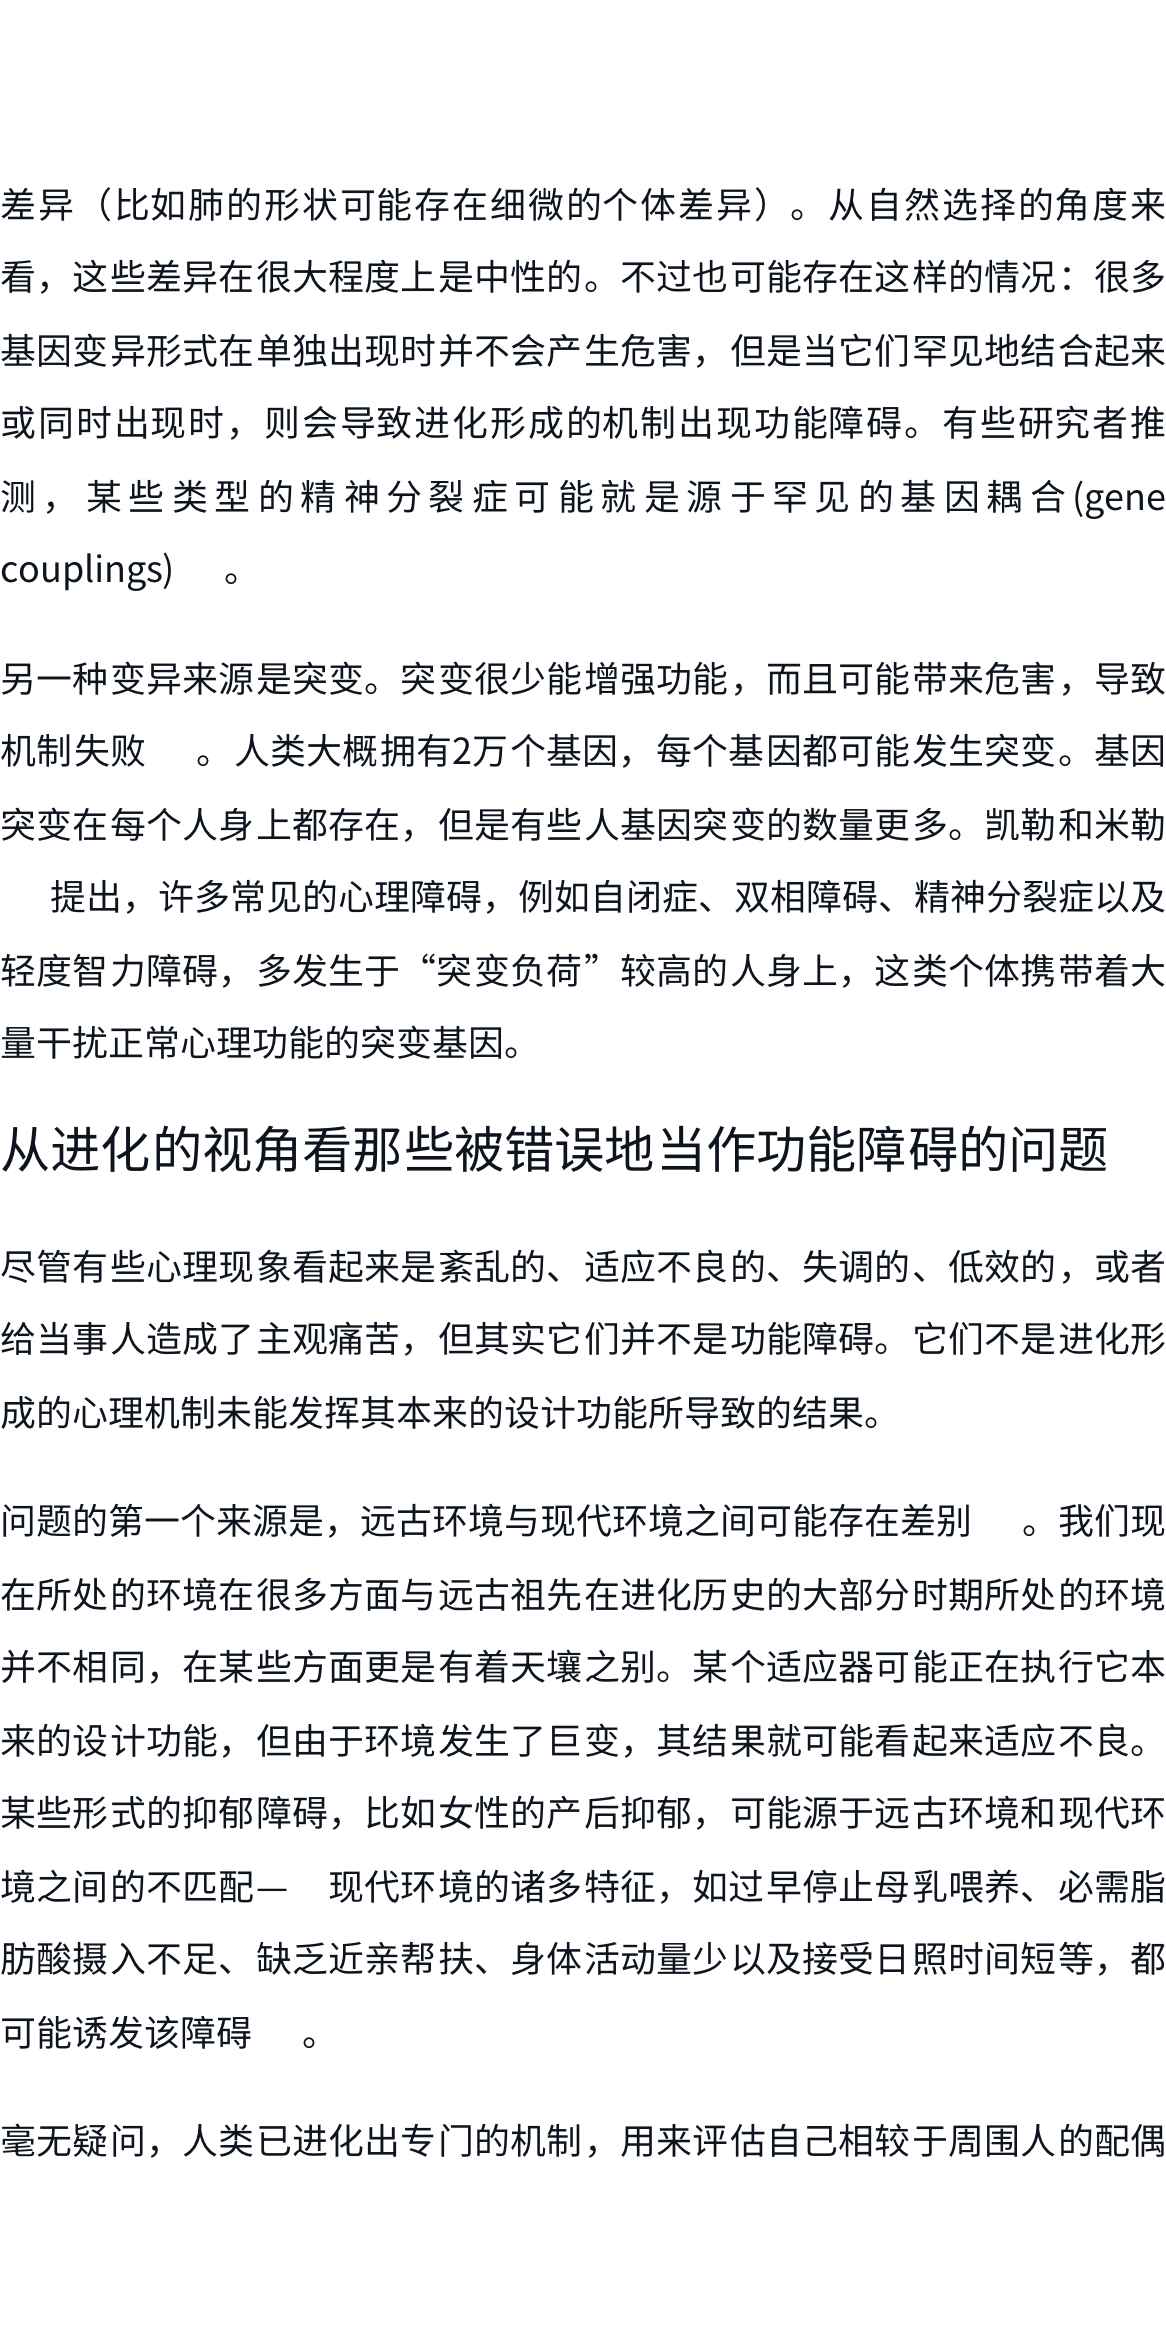 差异（比如肺的形状可能存在细微的个体差异）。从自然选择的角度来
看，这些差异在很大程度上是中性的。不过也可能存在这样的情况：很多
基因变异形式在单独出现时并不会产生危害，但是当它们罕见地结合起来
或同时出现时，则会导致进化形成的机制出现功能障碍。有些研究者推
测，某些类型的精神分裂症可能就是源于罕见的基因耦合(gene
couplings)　。
另一种变异来源是突变。突变很少能增强功能，而且可能带来危害，导致
机制失败　。人类大概拥有2万个基因，每个基因都可能发生突变。基因
突变在每个人身上都存在，但是有些人基因突变的数量更多。凯勒和米勒
提出，许多常见的心理障碍，例如自闭症、双相障碍、精神分裂症以及
轻度智力障碍，多发生于“突变负荷”较高的人身上，这类个体携带着大
量干扰正常心理功能的突变基因。
从进化的视角看那些被错误地当作功能障碍的问题
尽管有些心理现象看起来是紊乱的、适应不良的、失调的、低效的，或者
给当事人造成了主观痛苦，但其实它们并不是功能障碍。它们不是进化形
成的心理机制未能发挥其本来的设计功能所导致的结果。
问题的第一个来源是，远古环境与现代环境之间可能存在差别　。我们现
在所处的环境在很多方面与远古祖先在进化历史的大部分时期所处的环境
并不相同，在某些方面更是有着天壤之别。某个适应器可能正在执行它本
来的设计功能，但由于环境发生了巨变，其结果就可能看起来适应不良。
某些形式的抑郁障碍，比如女性的产后抑郁，可能源于远古环境和现代环
境之间的不匹配—　现代环境的诸多特征，如过早停止母乳喂养、必需脂
肪酸摄入不足、缺乏近亲帮扶、身体活动量少以及接受日照时间短等，都
可能诱发该障碍　。
毫无疑问，人类已进化出专门的机制，用来评估自己相较于周围人的配偶